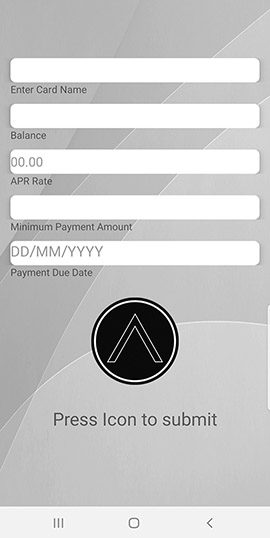 Enter Card Name
Balance
00.00
APR Rate
Minimum Payment Amount
DD/MM/YYYY
Payment Due Date
Press Icon to submit